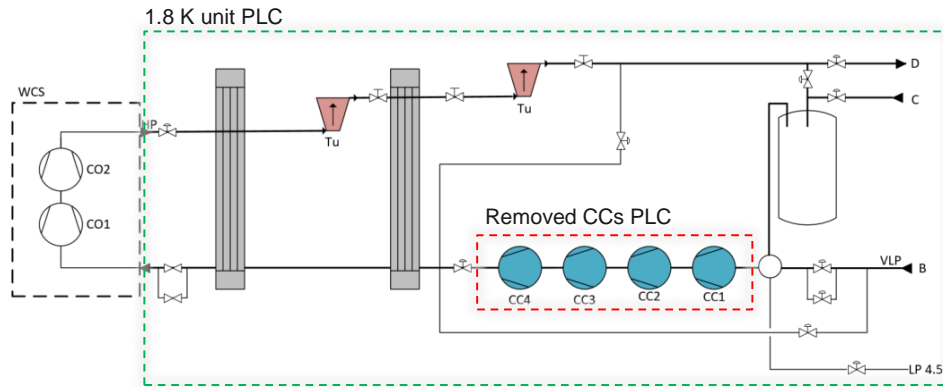 1.8 K unit PLC
WCS
HP
CO2
CO1
Tu
Tu
D
C
Removed CCs PLC
CC4
CC3
CC2
CC1
VLP
B
LP 4.5